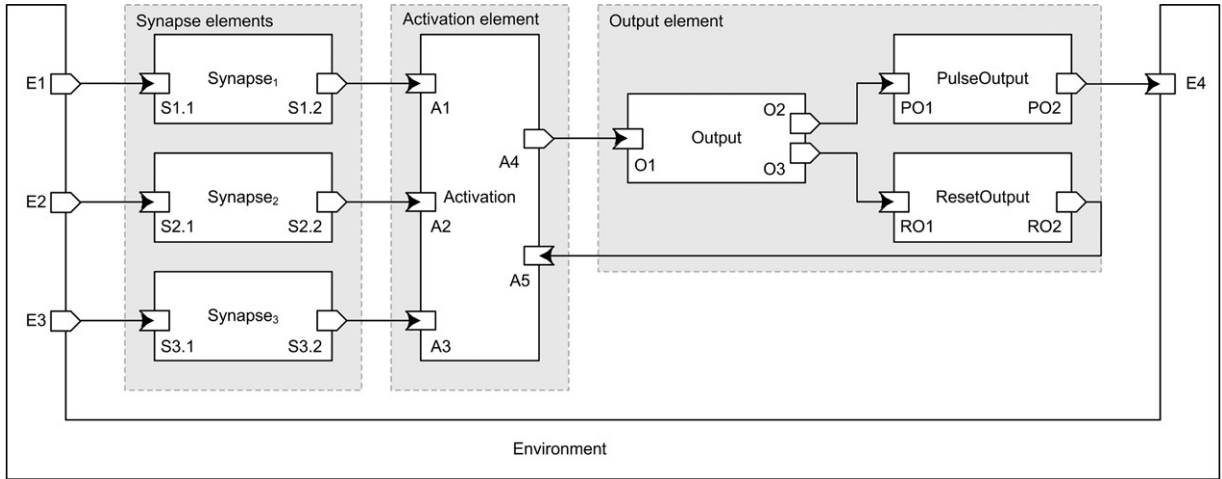 Synapse elements
Activation element
Output element
E1
Synapse₁
S1.1
S1.2
A1
PulseOutput
PO1
PO2
E4
O2
Output
O1
O3
A4
E2
Synapse₂
S2.1
S2.2
Activation
A2
ResetOutput
RO1
RO2
A5
E3
Synapse₃
S3.1
S3.2
A3
Environment